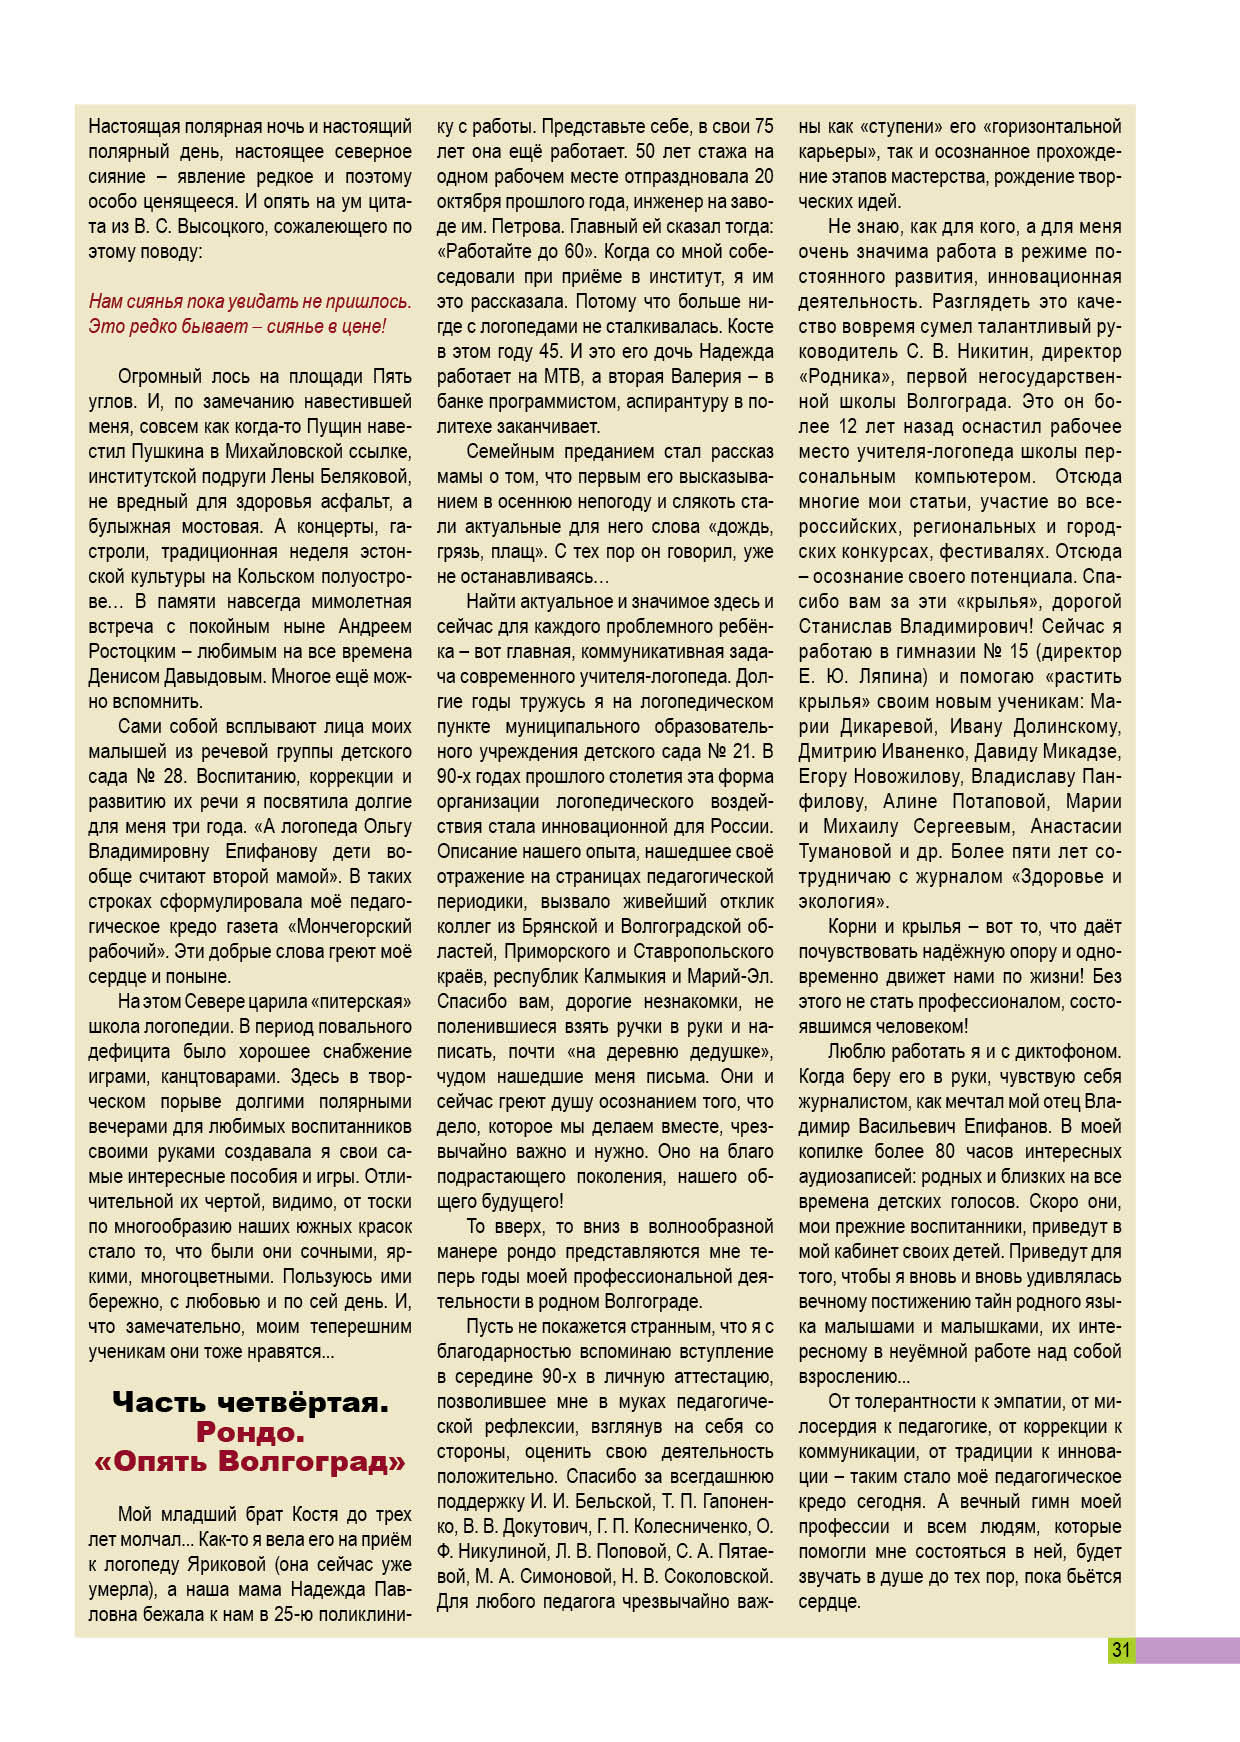 Настоящая полярная ночь и настоящий
полярный день, настоящее северное
сияние – явление редкое и поэтому
особо ценящееся. И опять на ум цита-
та из В. С. Высоцкого, сожалеющего по
этому поводу:
Нам сиянья пока увидать не пришлось.
Это редко бывает – сиянье в цене!
Огромный лось на площади Пять
углов. И, по замечанию навестившей
меня, совсем как когда-то Пущин наве-
стил Пушкина в Михайловской ссылке,
институтской подруги Лены Беляковой,
не вредный для здоровья асфальт, а
булыжная мостовая. А концерты, га-
строли, традиционная неделя эстон-
ской культуры на Кольском полуостро-
ве… В памяти навсегда мимолетная
встреча с покойным ныне Андреем
Ростоцким – любимым на все времена
Денисом Давыдовым. Многое ещё мож-
но вспомнить.
Сами собой всплывают лица моих
малышей из речевой группы детского
сада № 28. Воспитанию, коррекции и
развитию их речи я посвятила долгие
для меня три года. «А логопеда Ольгу
Владимировну Епифанову дети во-
обще считают второй мамой». В таких
строках сформулировала моё педаго-
гическое кредо газета «Мончегорский
рабочий». Эти добрые слова греют моё
сердце и поныне.
На этом Севере царила «питерская»
школа логопедии. В период повального
дефицита было хорошее снабжение
играми, канцтоварами. Здесь в твор-
ческом порыве долгими полярными
вечерами для любимых воспитанников
своими руками создавала я свои са-
мые интересные пособия и игры. Отли-
чительной их чертой, видимо, от тоски
по многообразию наших южных красок
стало то, что были они сочными, яр-
кими, многоцветными. Пользуюсь ими
бережно, с любовью и по сей день. И,
что замечательно, моим теперешним
ученикам они тоже нравятся...
Часть четвёртая.
Рондо.
«Опять Волгоград»
Мой младший брат Костя до трех
лет молчал... Как-то я вела его на приём
к логопеду Яриковой (она сейчас уже
умерла), а наша мама Надежда Пав-
ловна бежала к нам в 25-ю поликлини-
ку с работы. Представьте себе, в свои 75
лет она ещё работает. 50 лет стажа на
одном рабочем месте отпраздновала 20
октября прошлого года, инженер на заво-
де им. Петрова. Главный ей сказал тогда:
«Работайте до 60». Когда со мной собе-
седовали при приёме в институт, я им
это рассказала. Потому что больше ни-
где с логопедами не сталкивалась. Косте
в этом году 45. И это его дочь Надежда
работает на МТВ, а вторая Валерия – в
банке программистом, аспирантуру в по-
литехе заканчивает.
Семейным преданием стал рассказ
мамы о том, что первым его высказыва-
нием в осеннюю непогоду и слякоть ста-
ли актуальные для него слова «дождь,
грязь, плащ». С тех пор он говорил, уже
не останавливаясь…
Найти актуальное и значимое здесь и
сейчас для каждого проблемного ребён-
ка – вот главная, коммуникативная зада-
ча современного учителя-логопеда. Дол-
гие годы тружусь я на логопедическом
пункте муниципального образователь-
ного учреждения детского сада № 21. В
90-х годах прошлого столетия эта форма
организации логопедического воздей-
ствия стала инновационной для России.
Описание нашего опыта, нашедшее своё
отражение на страницах педагогической
периодики, вызвало живейший отклик
коллег из Брянской и Волгоградской об-
ластей, Приморского и Ставропольского
краёв, республик Калмыкия и Марий-Эл.
Спасибо вам, дорогие незнакомки, не
поленившиеся взять ручки в руки и на-
писать, почти «на деревню дедушке»,
чудом нашедшие меня письма. Они и
сейчас греют душу осознанием того, что
дело, которое мы делаем вместе, чрез-
вычайно важно и нужно. Оно на благо
подрастающего поколения, нашего об-
щего будущего!
То вверх, то вниз в волнообразной
манере рондо представляются мне те-
перь годы моей профессиональной дея-
тельности в родном Волгограде.
Пусть не покажется странным, что я с
благодарностью вспоминаю вступление
в середине 90-х в личную аттестацию,
позволившее мне в муках педагогиче-
ской рефлексии, взглянув на себя со
стороны, оценить свою деятельность
положительно. Спасибо за всегдашнюю
поддержку И. И. Бельской, Т. П. Гапонен-
ко, В. В. Докутович, Г. П. Колесниченко, О.
Ф. Никулиной, Л. В. Поповой, С. А. Пятае-
вой, М. А. Симоновой, Н. В. Соколовской.
Для любого педагога чрезвычайно важ-
ны как «ступени» его «горизонтальной
карьеры», так и осознанное прохожде-
ние этапов мастерства, рождение твор-
ческих идей.
Не знаю, как для кого, а для меня
очень значима работа в режиме по-
стоянного развития, инновационная
деятельность. Разглядеть это каче-
ство вовремя сумел талантливый ру-
ководитель С. В. Никитин, директор
«Родника», первой негосударствен-
ной школы Волгограда. Это он бо-
лее 12 лет назад оснастил рабочее
место учителя-логопеда школы пер-
сональным компьютером. Отсюда
многие мои статьи, участие во все-
российских, региональных и город-
ских конкурсах, фестивалях. Отсюда
– осознание своего потенциала. Спа-
сибо вам за эти «крылья», дорогой
Станислав Владимирович! Сейчас я
работаю в гимназии № 15 (директор
Е. Ю. Ляпина) и помогаю «растить
крылья» своим новым ученикам: Ма-
рии Дикаревой, Ивану Долинскому,
Дмитрию Иваненко, Давиду Микадзе,
Егору Новожилову, Владиславу Пан-
филову, Алине Потаповой, Марии
и Михаилу Сергеевым, Анастасии
Тумановой и др. Более пяти лет со-
трудничаю с журналом «Здоровье и
экология».
Корни и крылья – вот то, что даёт
почувствовать надёжную опору и одно-
временно движет нами по жизни! Без
этого не стать профессионалом, состо-
явшимся человеком!
Люблю работать я и с диктофоном.
Когда беру его в руки, чувствую себя
журналистом, как мечтал мой отец Вла-
димир Васильевич Епифанов. В моей
копилке более 80 часов интересных
аудиозаписей: родных и близких на все
времена детских голосов. Скоро они,
мои прежние воспитанники, приведут в
мой кабинет своих детей. Приведут для
того, чтобы я вновь и вновь удивлялась
вечному постижению тайн родного язы-
ка малышами и малышками, их инте-
ресному в неуёмной работе над собой
взрослению...
От толерантности к эмпатии, от ми-
лосердия к педагогике, от коррекции к
коммуникации, от традиции к иннова-
ции – таким стало моё педагогическое
кредо сегодня. А вечный гимн моей
профессии и всем людям, которые
помогли мне состояться в ней, будет
звучать в душе до тех пор, пока бьётся
сердце.
31